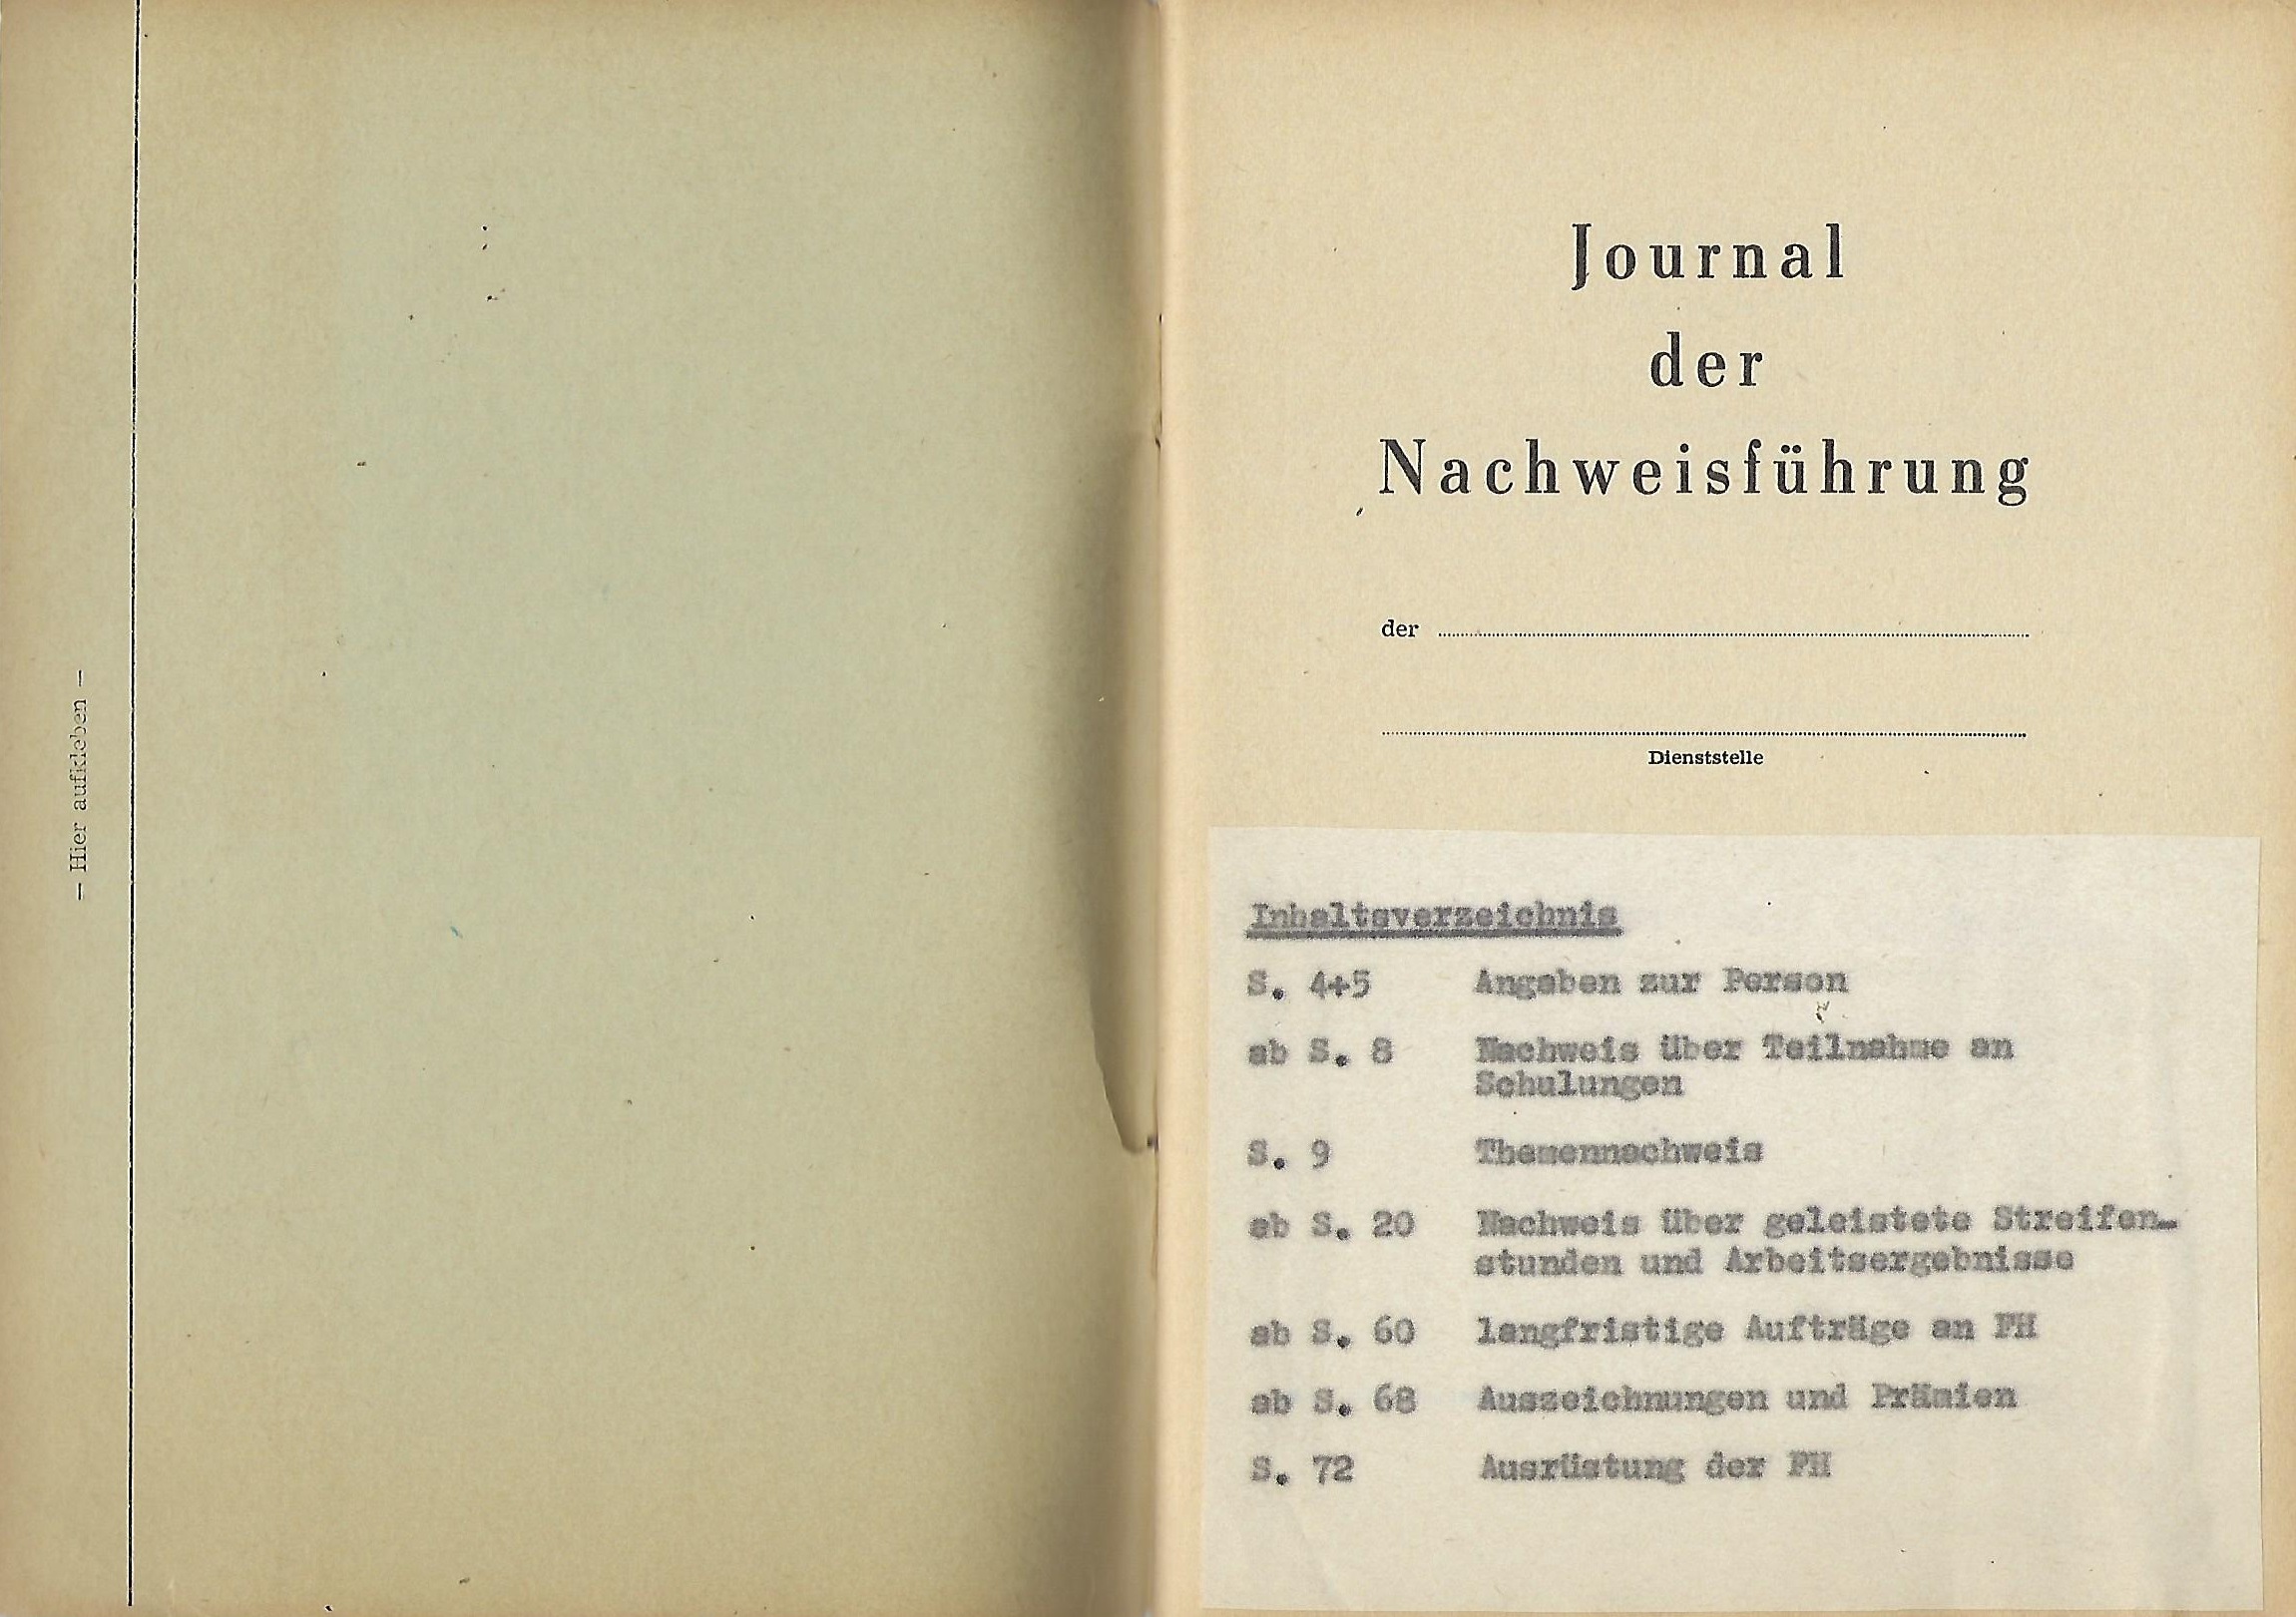 – Hier aufkleben –
Journal
der
Nachweisführung
der
Dienststelle
Inhaltsverzeichnis
S. 4+5 Angaben zur Person
ab S. 8 Nachweis über Teilnahme an
Schulungen
S. 9 Themennachweis
ab S. 20 Nachweis über geleistete Streifen-
stunden und Arbeitsergebnisse
ab S. 60 langfristige Aufträge an FH
ab S. 68 Auszeichnungen und Prämien
S. 72 Ausrüstung der FH